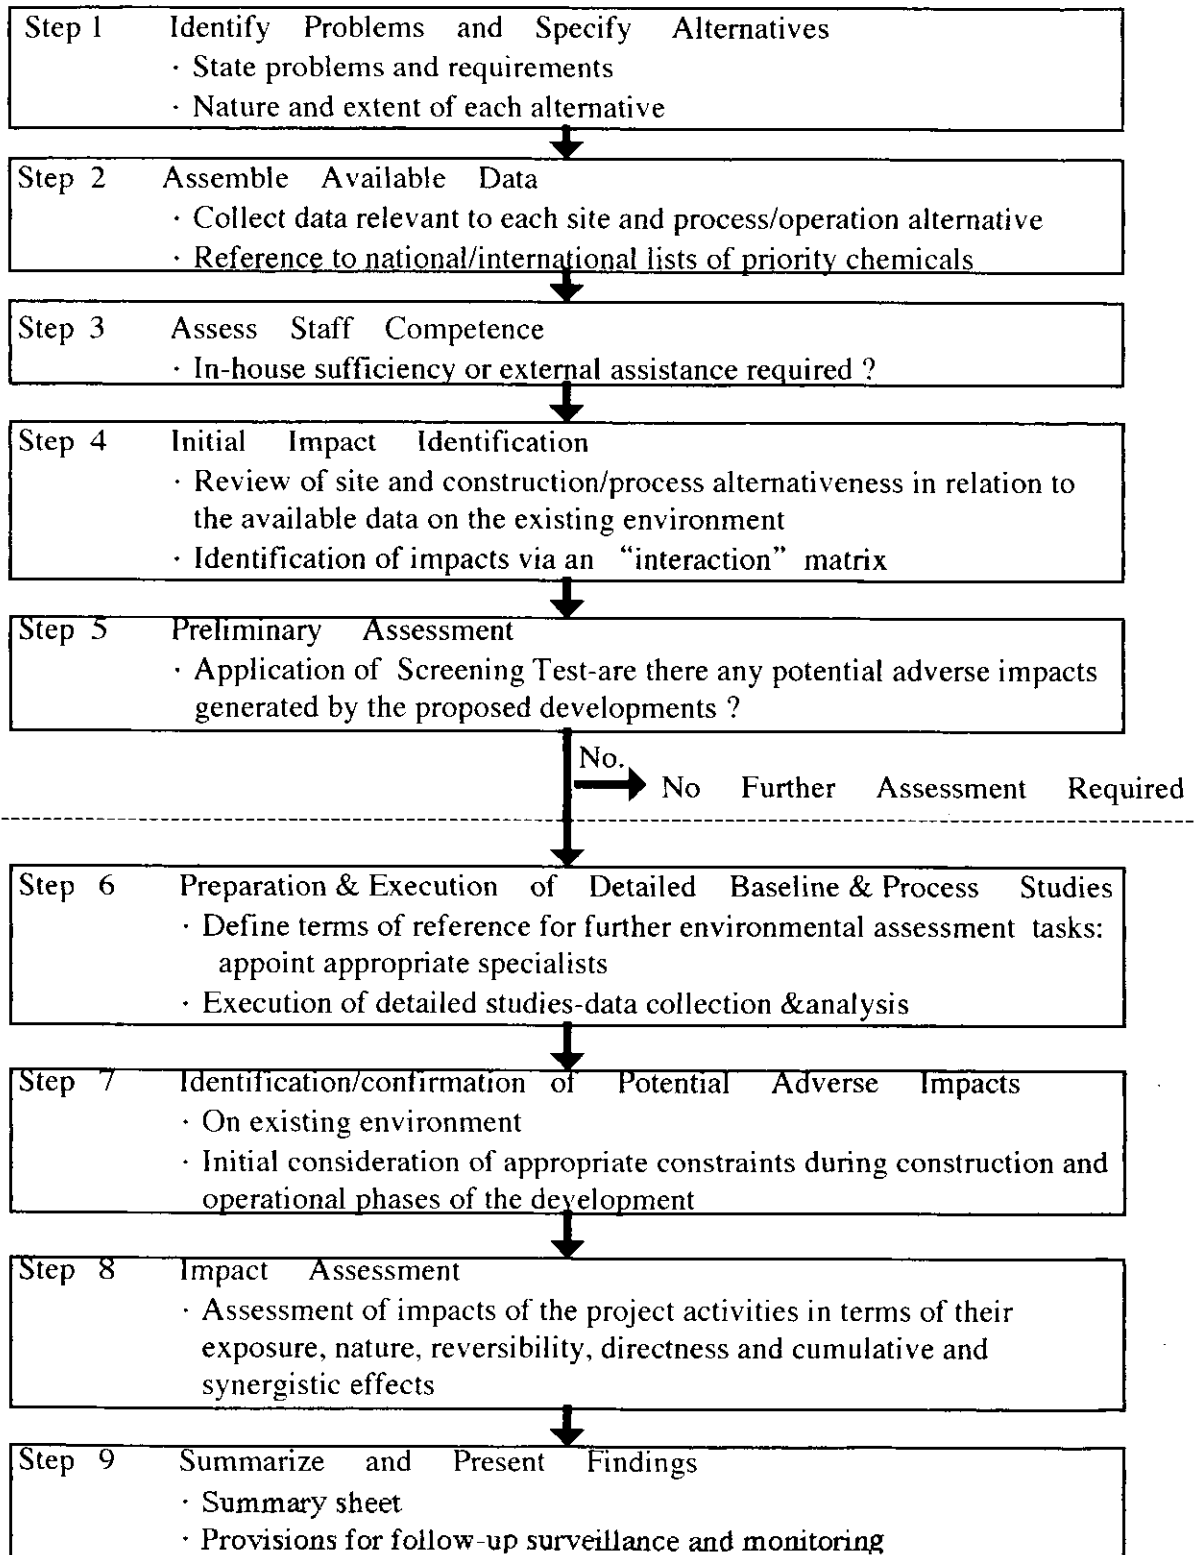 Step 1 Identify Problems and Specify Alternatives
· State problems and requirements
· Nature and extent of each alternative
Step 2 Assemble Available Data
· Collect data relevant to each site and process/operation alternative
· Reference to national/international lists of priority chemicals
Step 3 Assess Staff Competence
· In-house sufficiency or external assistance required ?
Step 4 Initial Impact Identification
· Review of site and construction/process alternativeness in relation to
the available data on the existing environment
· Identification of impacts via an “interaction” matrix
Step 5 Preliminary Assessment
· Application of Screening Test-are there any potential adverse impacts
generated by the proposed developments ?
No.
No Further Assessment Required
Step 6 Preparation & Execution of Detailed Baseline & Process Studies
· Define terms of reference for further environmental assessment tasks:
appoint appropriate specialists
· Execution of detailed studies-data collection &analysis
Step 7 Identification/confirmation of Potential Adverse Impacts
· On existing environment
· Initial consideration of appropriate constraints during construction and
operational phases of the development
Step 8 Impact Assessment
· Assessment of impacts of the project activities in terms of their
exposure, nature, reversibility, directness and cumulative and
synergistic effects
Step 9 Summarize and Present Findings
· Summary sheet
· Provisions for follow-up surveillance and monitoring